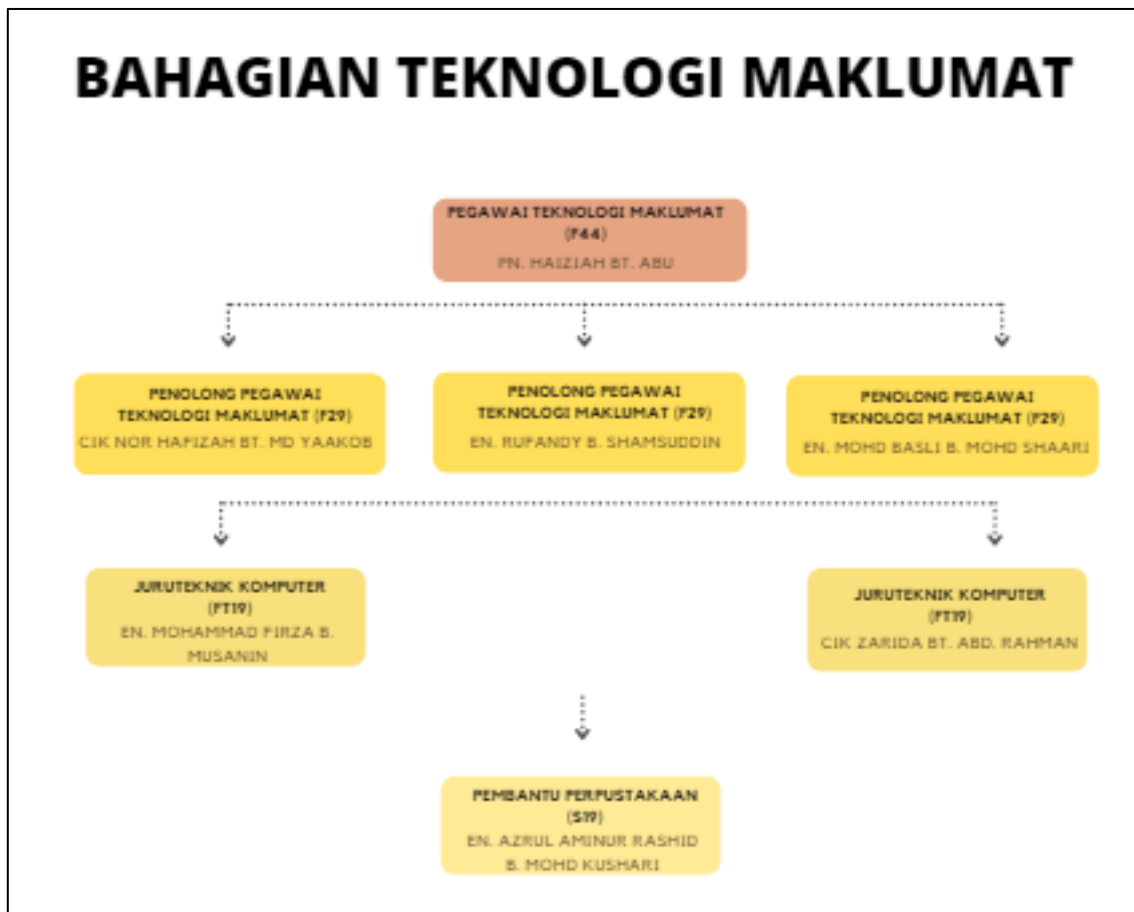 BAHAGIAN TEKNOLOGI MAKLUMAT
PEGAWAI TEKNOLOGI MAKLUMAT
(F44)
PN. HAIZIAH BT. ABU
PENOLONG PEGAWAI
TEKNOLOGI MAKLUMAT (F29)
CIK NOR HAFIZAH BT. MD YAAKOB
PENOLONG PEGAWAI
TEKNOLOGI MAKLUMAT (F29)
EN. RUFANDY B. SHAMSUDDIN
PENOLONG PEGAWAI
TEKNOLOGI MAKLUMAT (F29)
EN. MOHD BASLI B. MOHD SHAARI
JURUTEKNIK KOMPUTER
(FT19)
EN. MOHAMMAD FIRZA B.
MUSANIN
JURUTEKNIK KOMPUTER
(FT19)
CIK ZARIDA BT. ABD. RAHMAN
PEMBANTU PERPUSTAKAAN
(S19)
EN. AZRUL AMINUR RASHID
B. MOHD KUSHARI